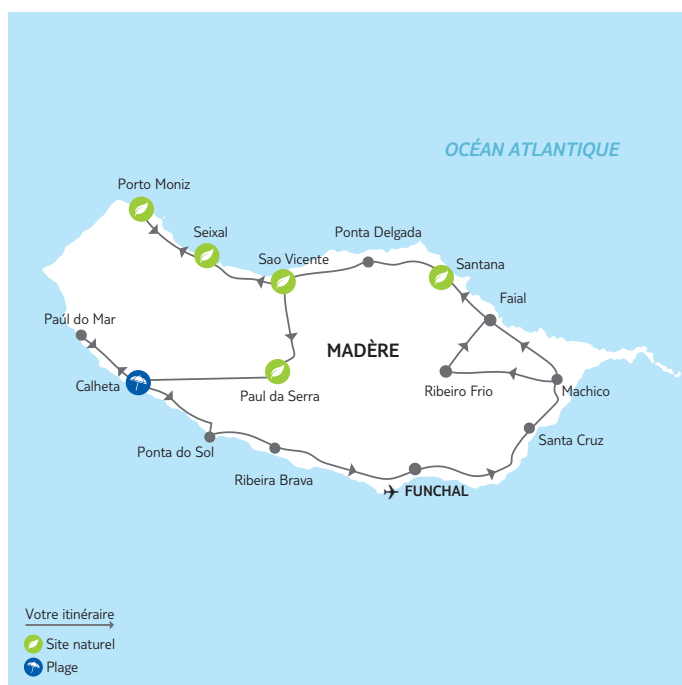 OCÉAN ATLANTIQUE
Porto Moniz
Seixal
Ponta Delgada
Sao Vicente
Santana
Faial
Paúl do Mar
MADÈRE
Calheta
Paul da Serra
Ribeiro Frio
Machico
Ponta do Sol
Santa Cruz
Ribeira Brava
FUNCHAL
Votre itinéraire
Site naturel
Plage